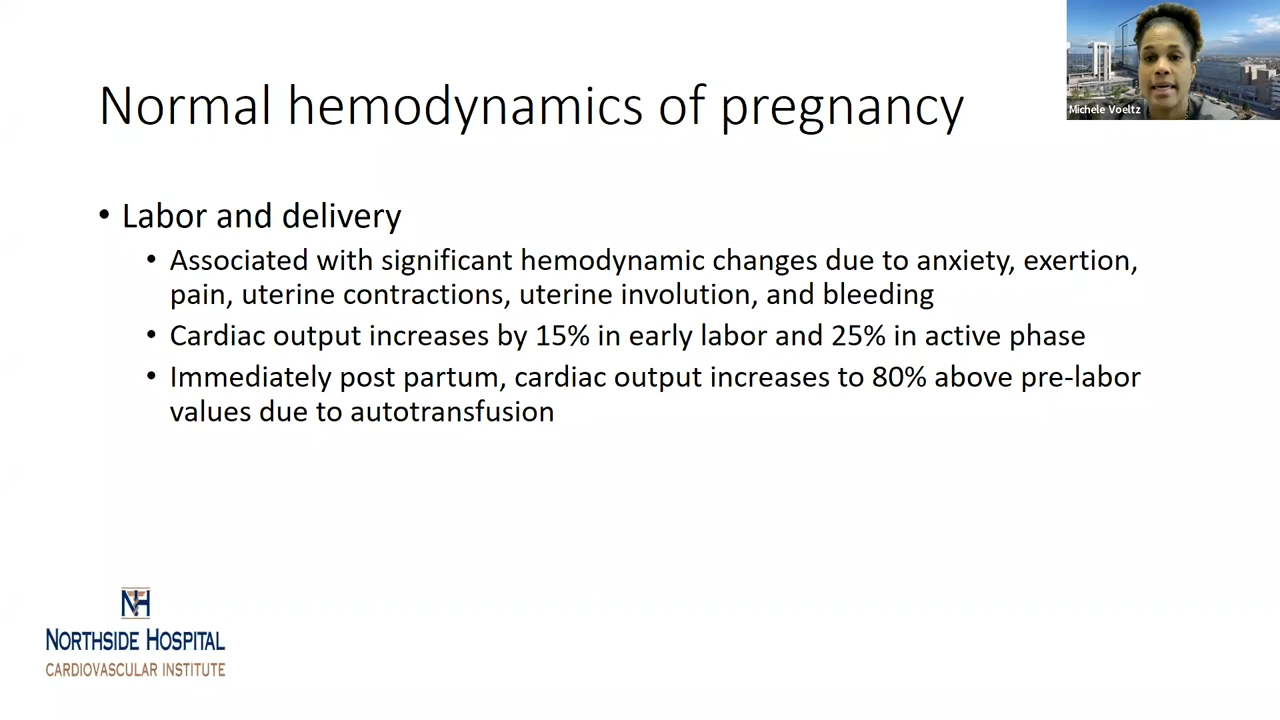 Michele Voeltz
Normal hemodynamics of pregnancy
• Labor and delivery
• Associated with significant hemodynamic changes due to anxiety, exertion,
pain, uterine contractions, uterine involution, and bleeding
• Cardiac output increases by 15% in early labor and 25% in active phase
• Immediately post partum, cardiac output increases to 80% above pre-labor
values due to autotransfusion
NH
NORTHSIDE HOSPITAL
CARDIOVASCULAR INSTITUTE